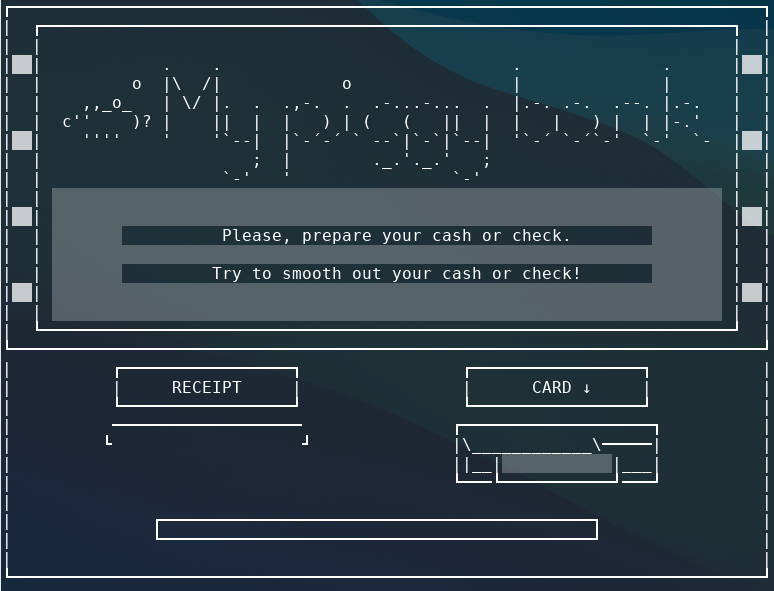 My piggy bank
Please, prepare your cash or check.
Try to smooth out your cash or check!
RECEIPT
CARD ↓